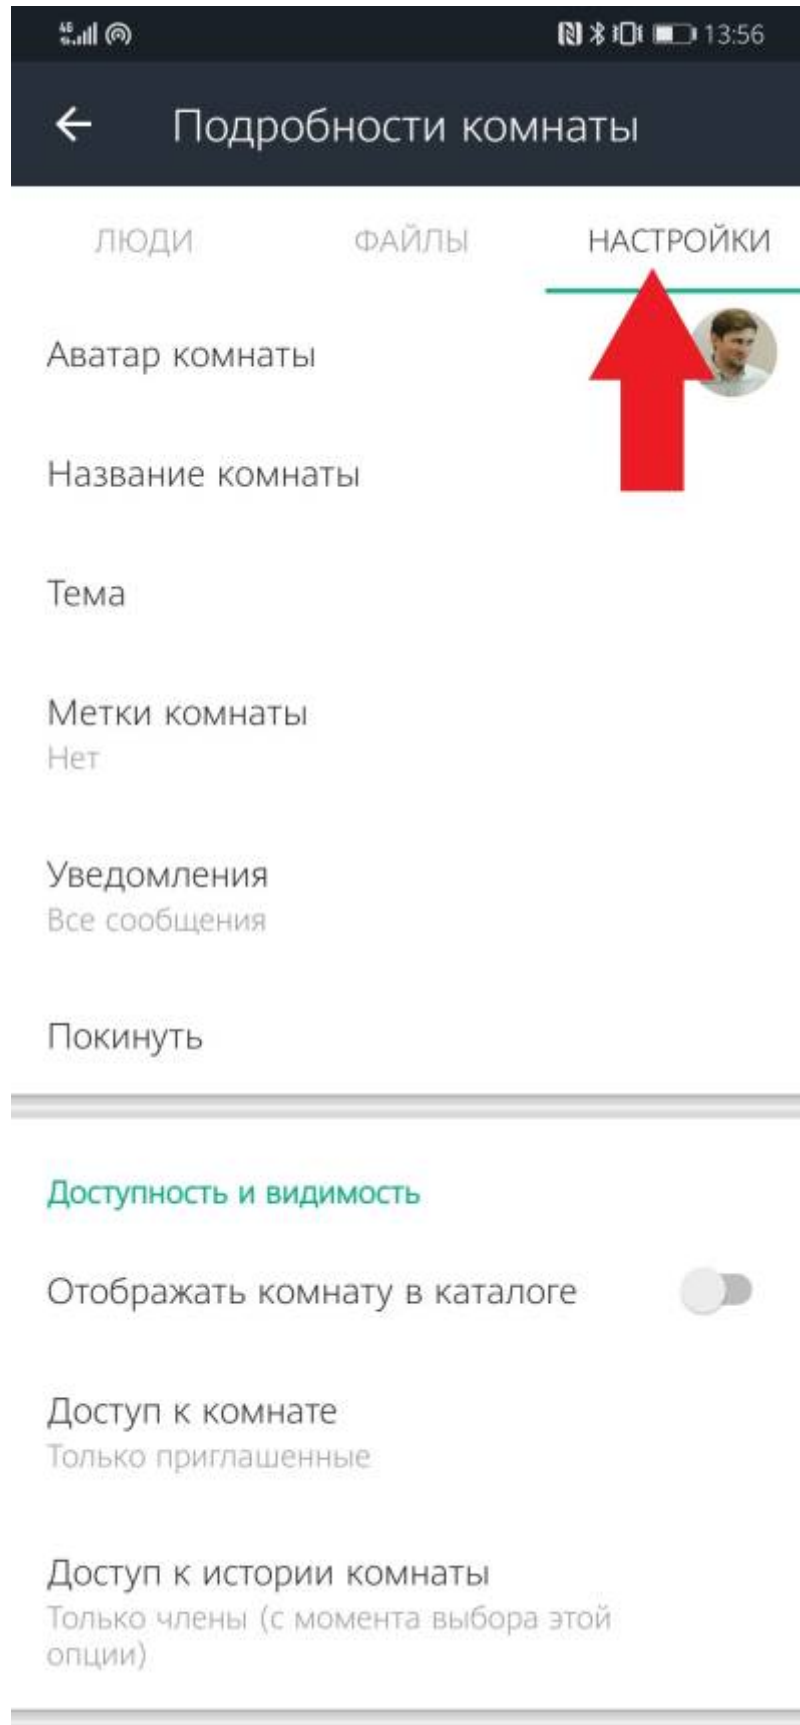 4G
13:56
Подробности комнаты
ЛЮДИ ФАЙЛЫ НАСТРОЙКИ
Аватар комнаты
Название комнаты
Тема
Метки комнаты
Нет
Уведомления
Все сообщения
Покинуть
Доступность и видимость
Отображать комнату в каталоге
Доступ к комнате
Только приглашенные
Доступ к истории комнаты
Только члены (с момента выбора этой
опции)